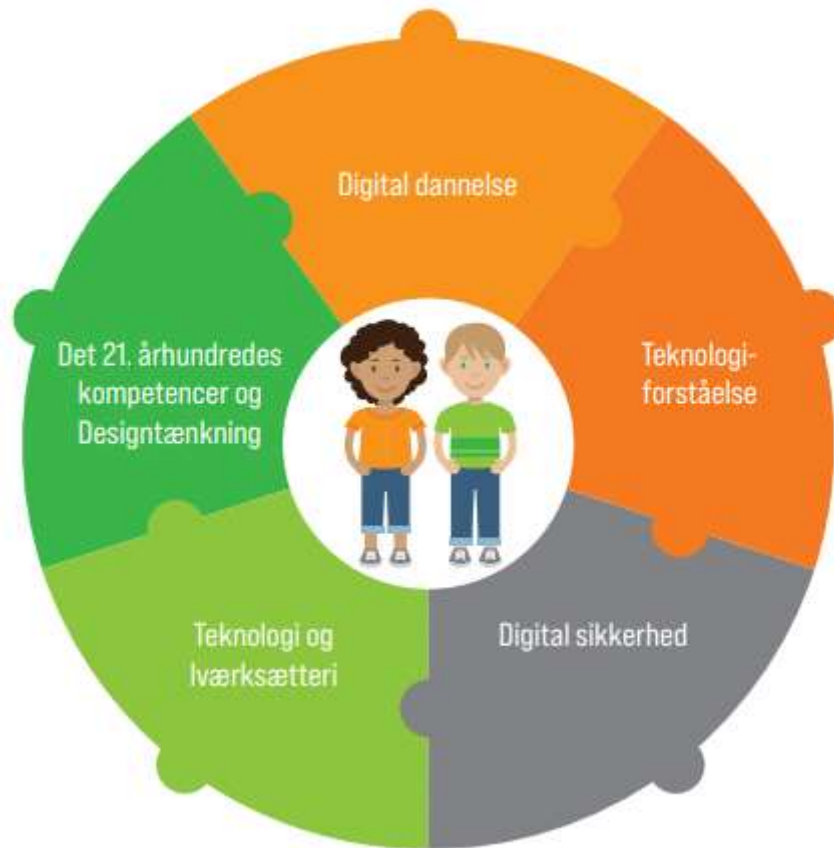 Digital dannelse
Teknologi-
forståelse
Digital sikkerhed
Teknologi og
Iværksætteri
Det 21. århundredes
kompetencer og
Designtænkning